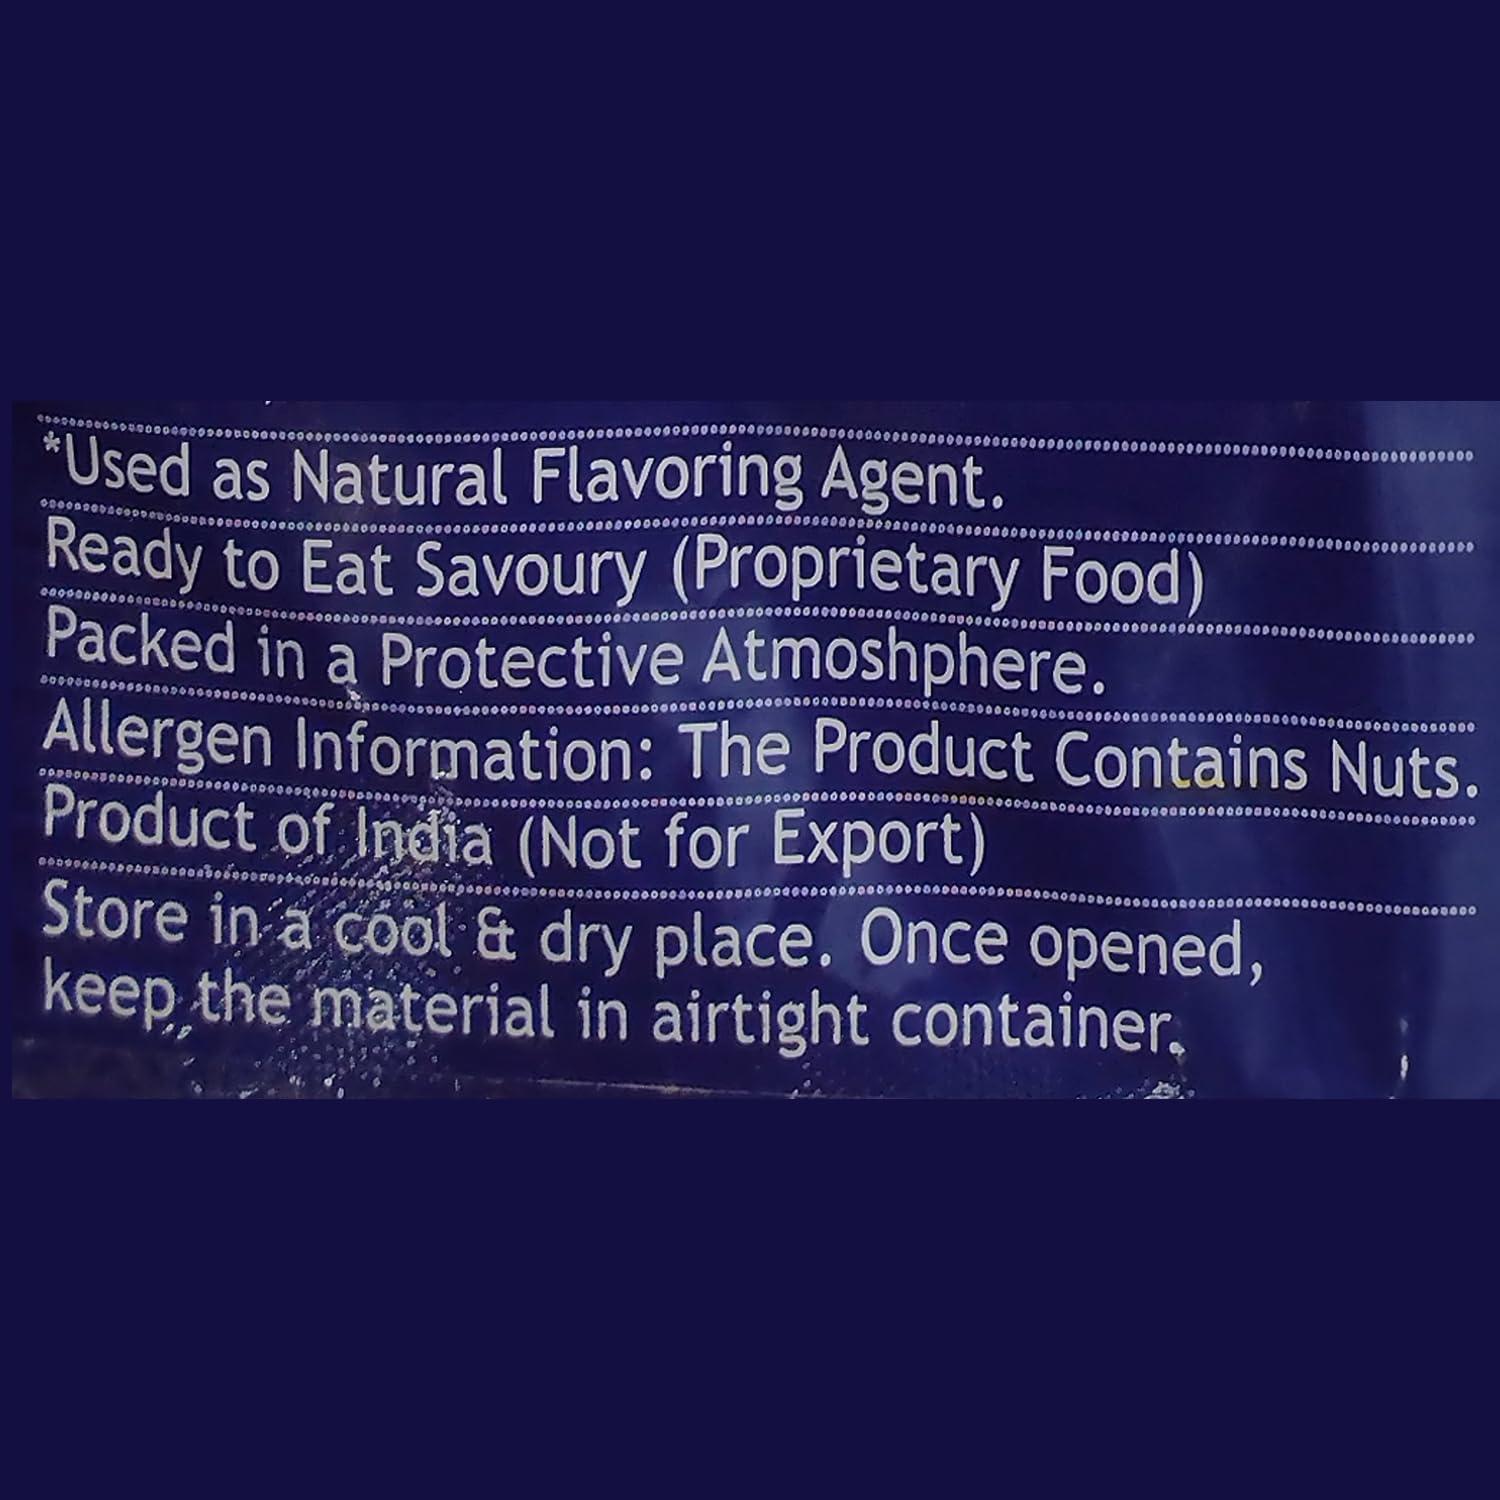 *Used as Natural Flavoring Agent.
Ready to Eat Savoury (Proprietary Food)
Packed in a Protective Atmoshphere.
Allergen Information: The Product Contains Nuts.
Product of India (Not for Export)
Store in a cool & dry place. Once opened,
keep the material in airtight container.